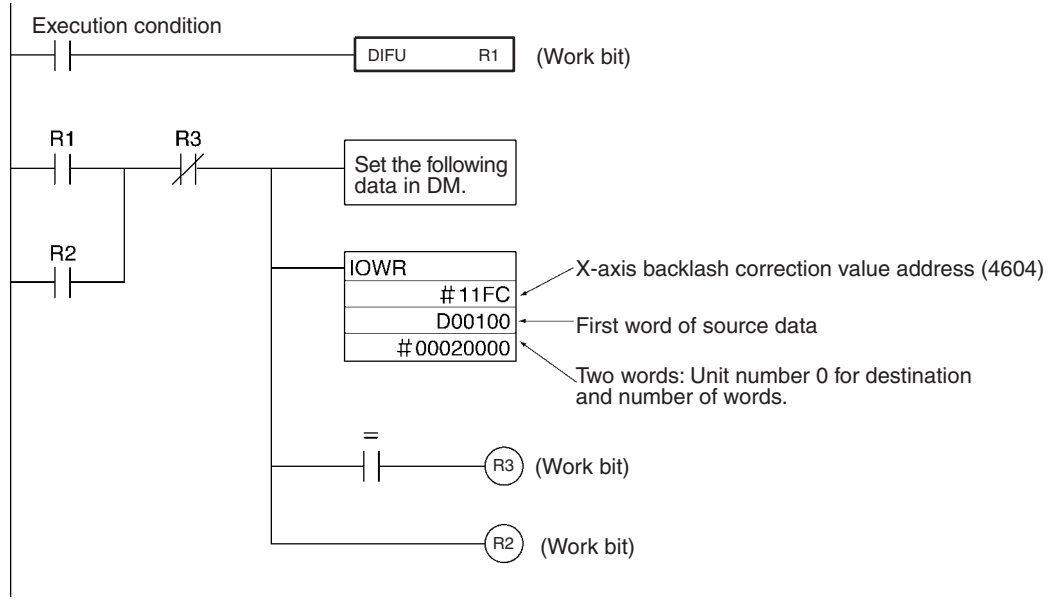 Execution condition
DIFU R1 (Work bit)
R1 R3
Set the following
data in DM.
R2
IOWR
#11FC
D00100
#00020000
X-axis backlash correction value address (4604)
First word of source data
Two words: Unit number 0 for destination
and number of words.
=
R3 (Work bit)
R2 (Work bit)